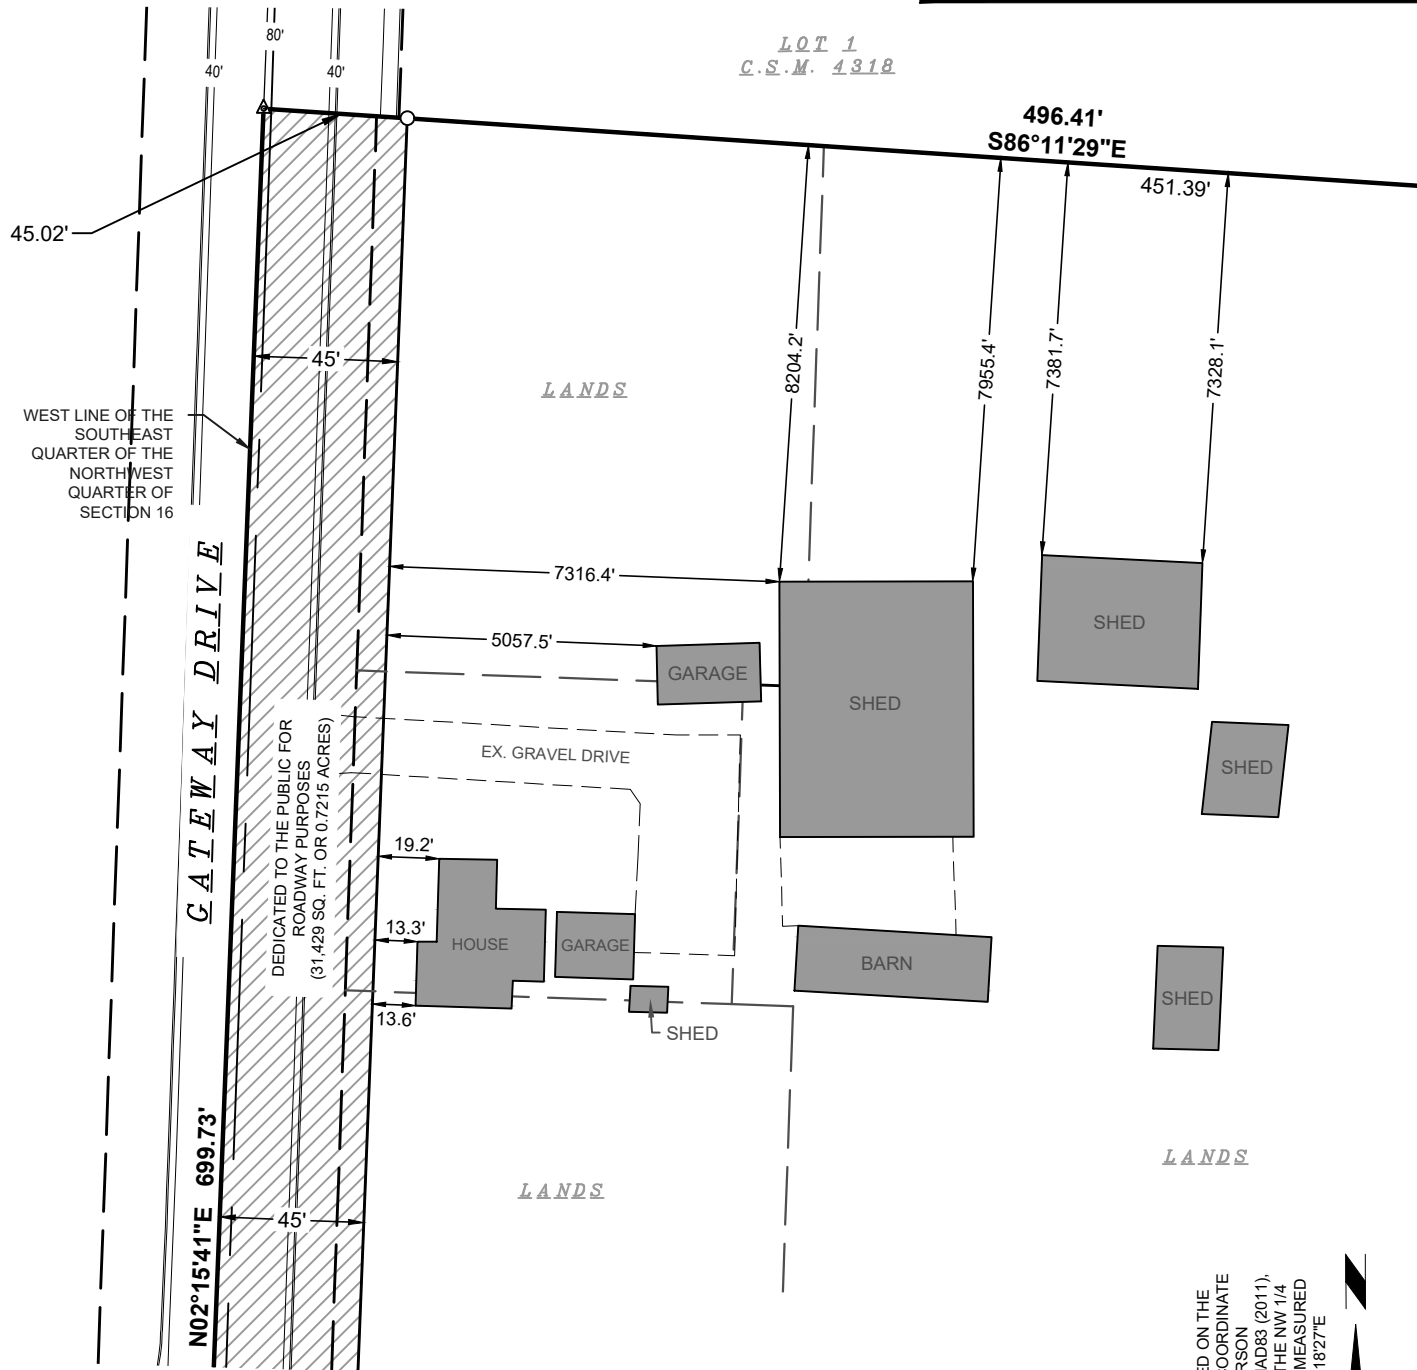 80'
40'
40'
LOT 1
C.S.M. 4318
496.41'
S86°11'29"E
451.39'
45.02'
45'
8204.2'
7955.4'
7381.7'
7328.1'
LANDS
WEST LINE OF THE
SOUTHEAST
QUARTER OF THE
NORTHWEST
QUARTER OF
SECTION 16
GATEWAY DRIVE
7316.4'
5057.5'
GARAGE
SHED
SHED
SHED
EX. GRAVEL DRIVE
DEDICATED TO THE PUBLIC FOR
ROADWAY PURPOSES
(31,429 SQ. FT. OR 0.7215 ACRES)
19.2'
13.3'
HOUSE
GARAGE
BARN
SHED
13.6'
SHED
N02°15'41"E 699.73'
45'
LANDS
LANDS
ED ON THE
COORDINATE
RSON
AD83 (2011),
THE NW 1/4
MEASURED
18'27"E